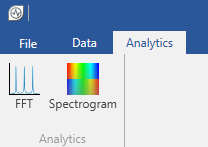 File Data Analytics
FFT Spectrogram
Analytics